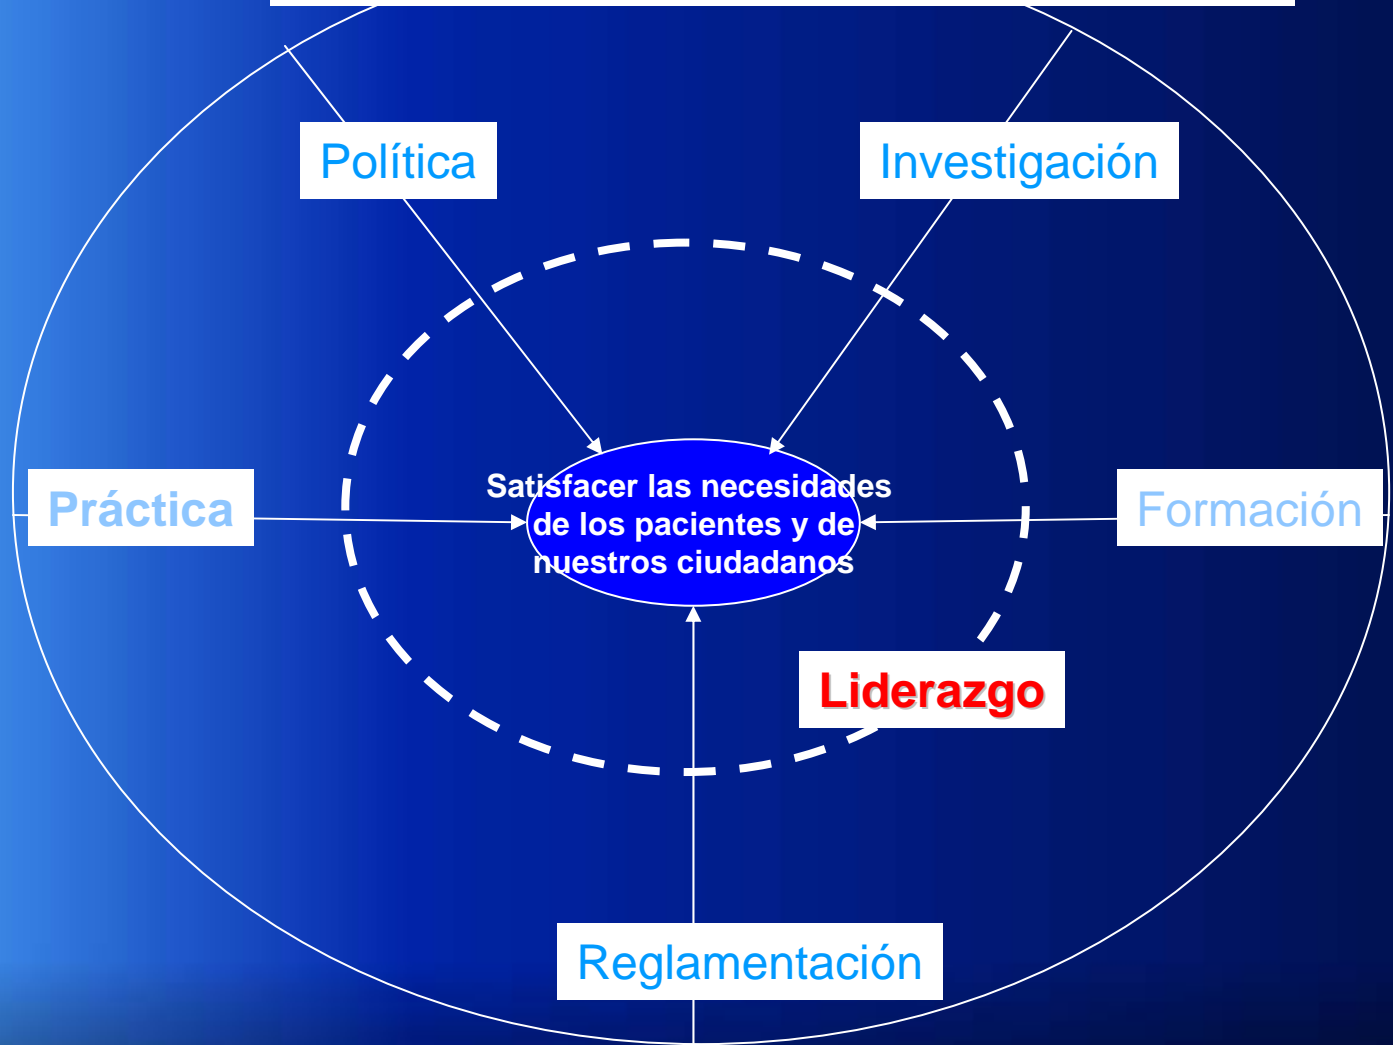 Política
Investigación
Satisfacer las necesidades
de los pacientes y de
nuestros ciudadanos
Práctica
Formación
Liderazgo
Reglamentación